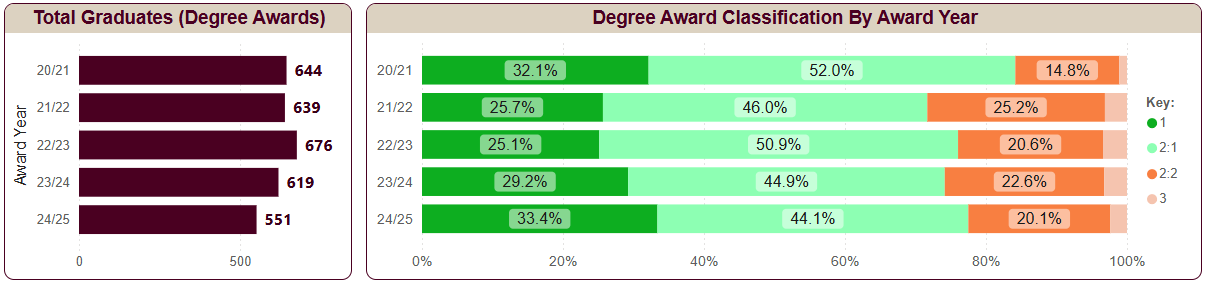 Total Graduates (Degree Awards)
Award Year
20/21 644
21/22 639
22/23 676
23/24 619
24/25 551
0 500
Degree Award Classification By Award Year
20/21 32.1% 52.0% 14.8%
21/22 25.7% 46.0% 25.2%
22/23 25.1% 50.9% 20.6%
23/24 29.2% 44.9% 22.6%
24/25 33.4% 44.1% 20.1%
0% 20% 40% 60% 80% 100%
Key:
1
2:1
2:2
3